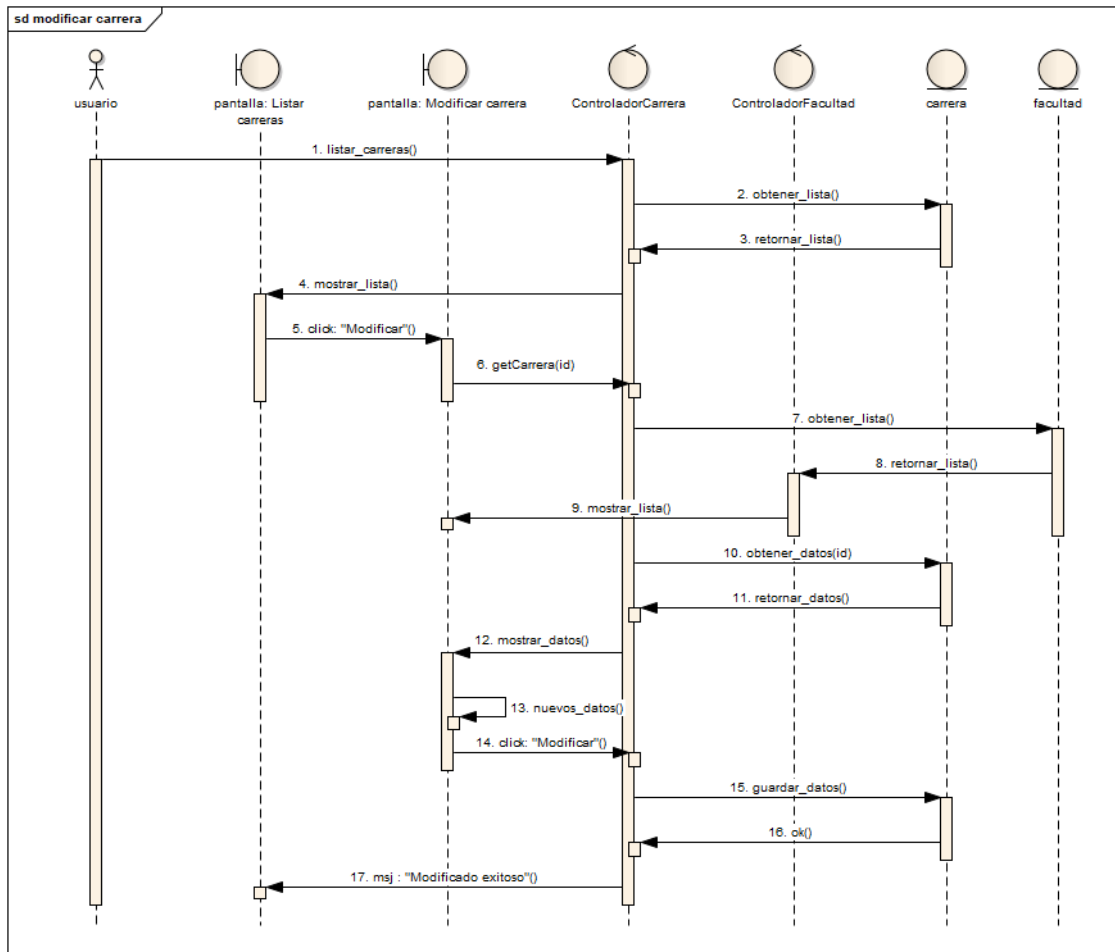 sd modificar carrera
usuario
pantalla: Listar
carreras
pantalla: Modificar carrera
ControladorCarrera
ControladorFacultad
carrera
facultad
1. listar_carreras()
2. obtener_lista()
3. retornar_lista()
4. mostrar_lista()
5. click: "Modificar"()
6. getCarrera(id)
7. obtener_lista()
8. retornar_lista()
9. mostrar_lista()
10. obtener_datos(id)
11. retornar_datos()
12. mostrar_datos()
13. nuevos_datos()
14. click: "Modificar"()
15. guardar_datos()
16. ok()
17. msj : "Modificado exitoso"()